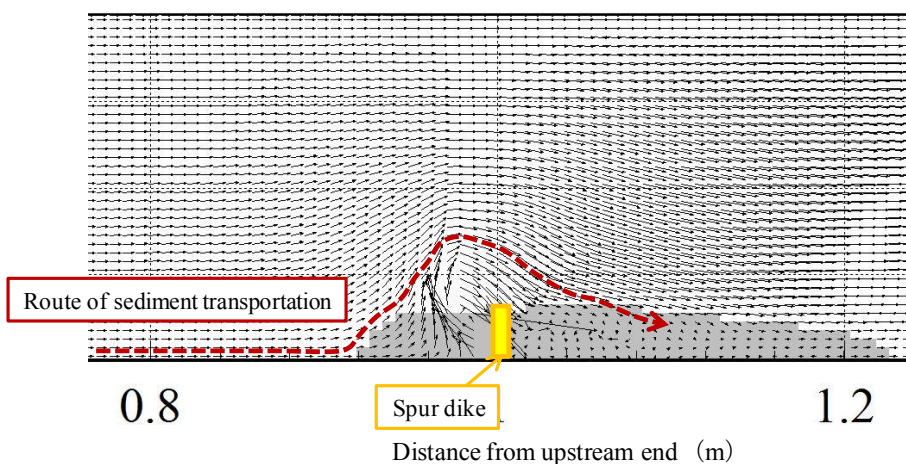 Route of sediment transportation
0.8
1.2
Spur dike
Distance from upstream end (m)